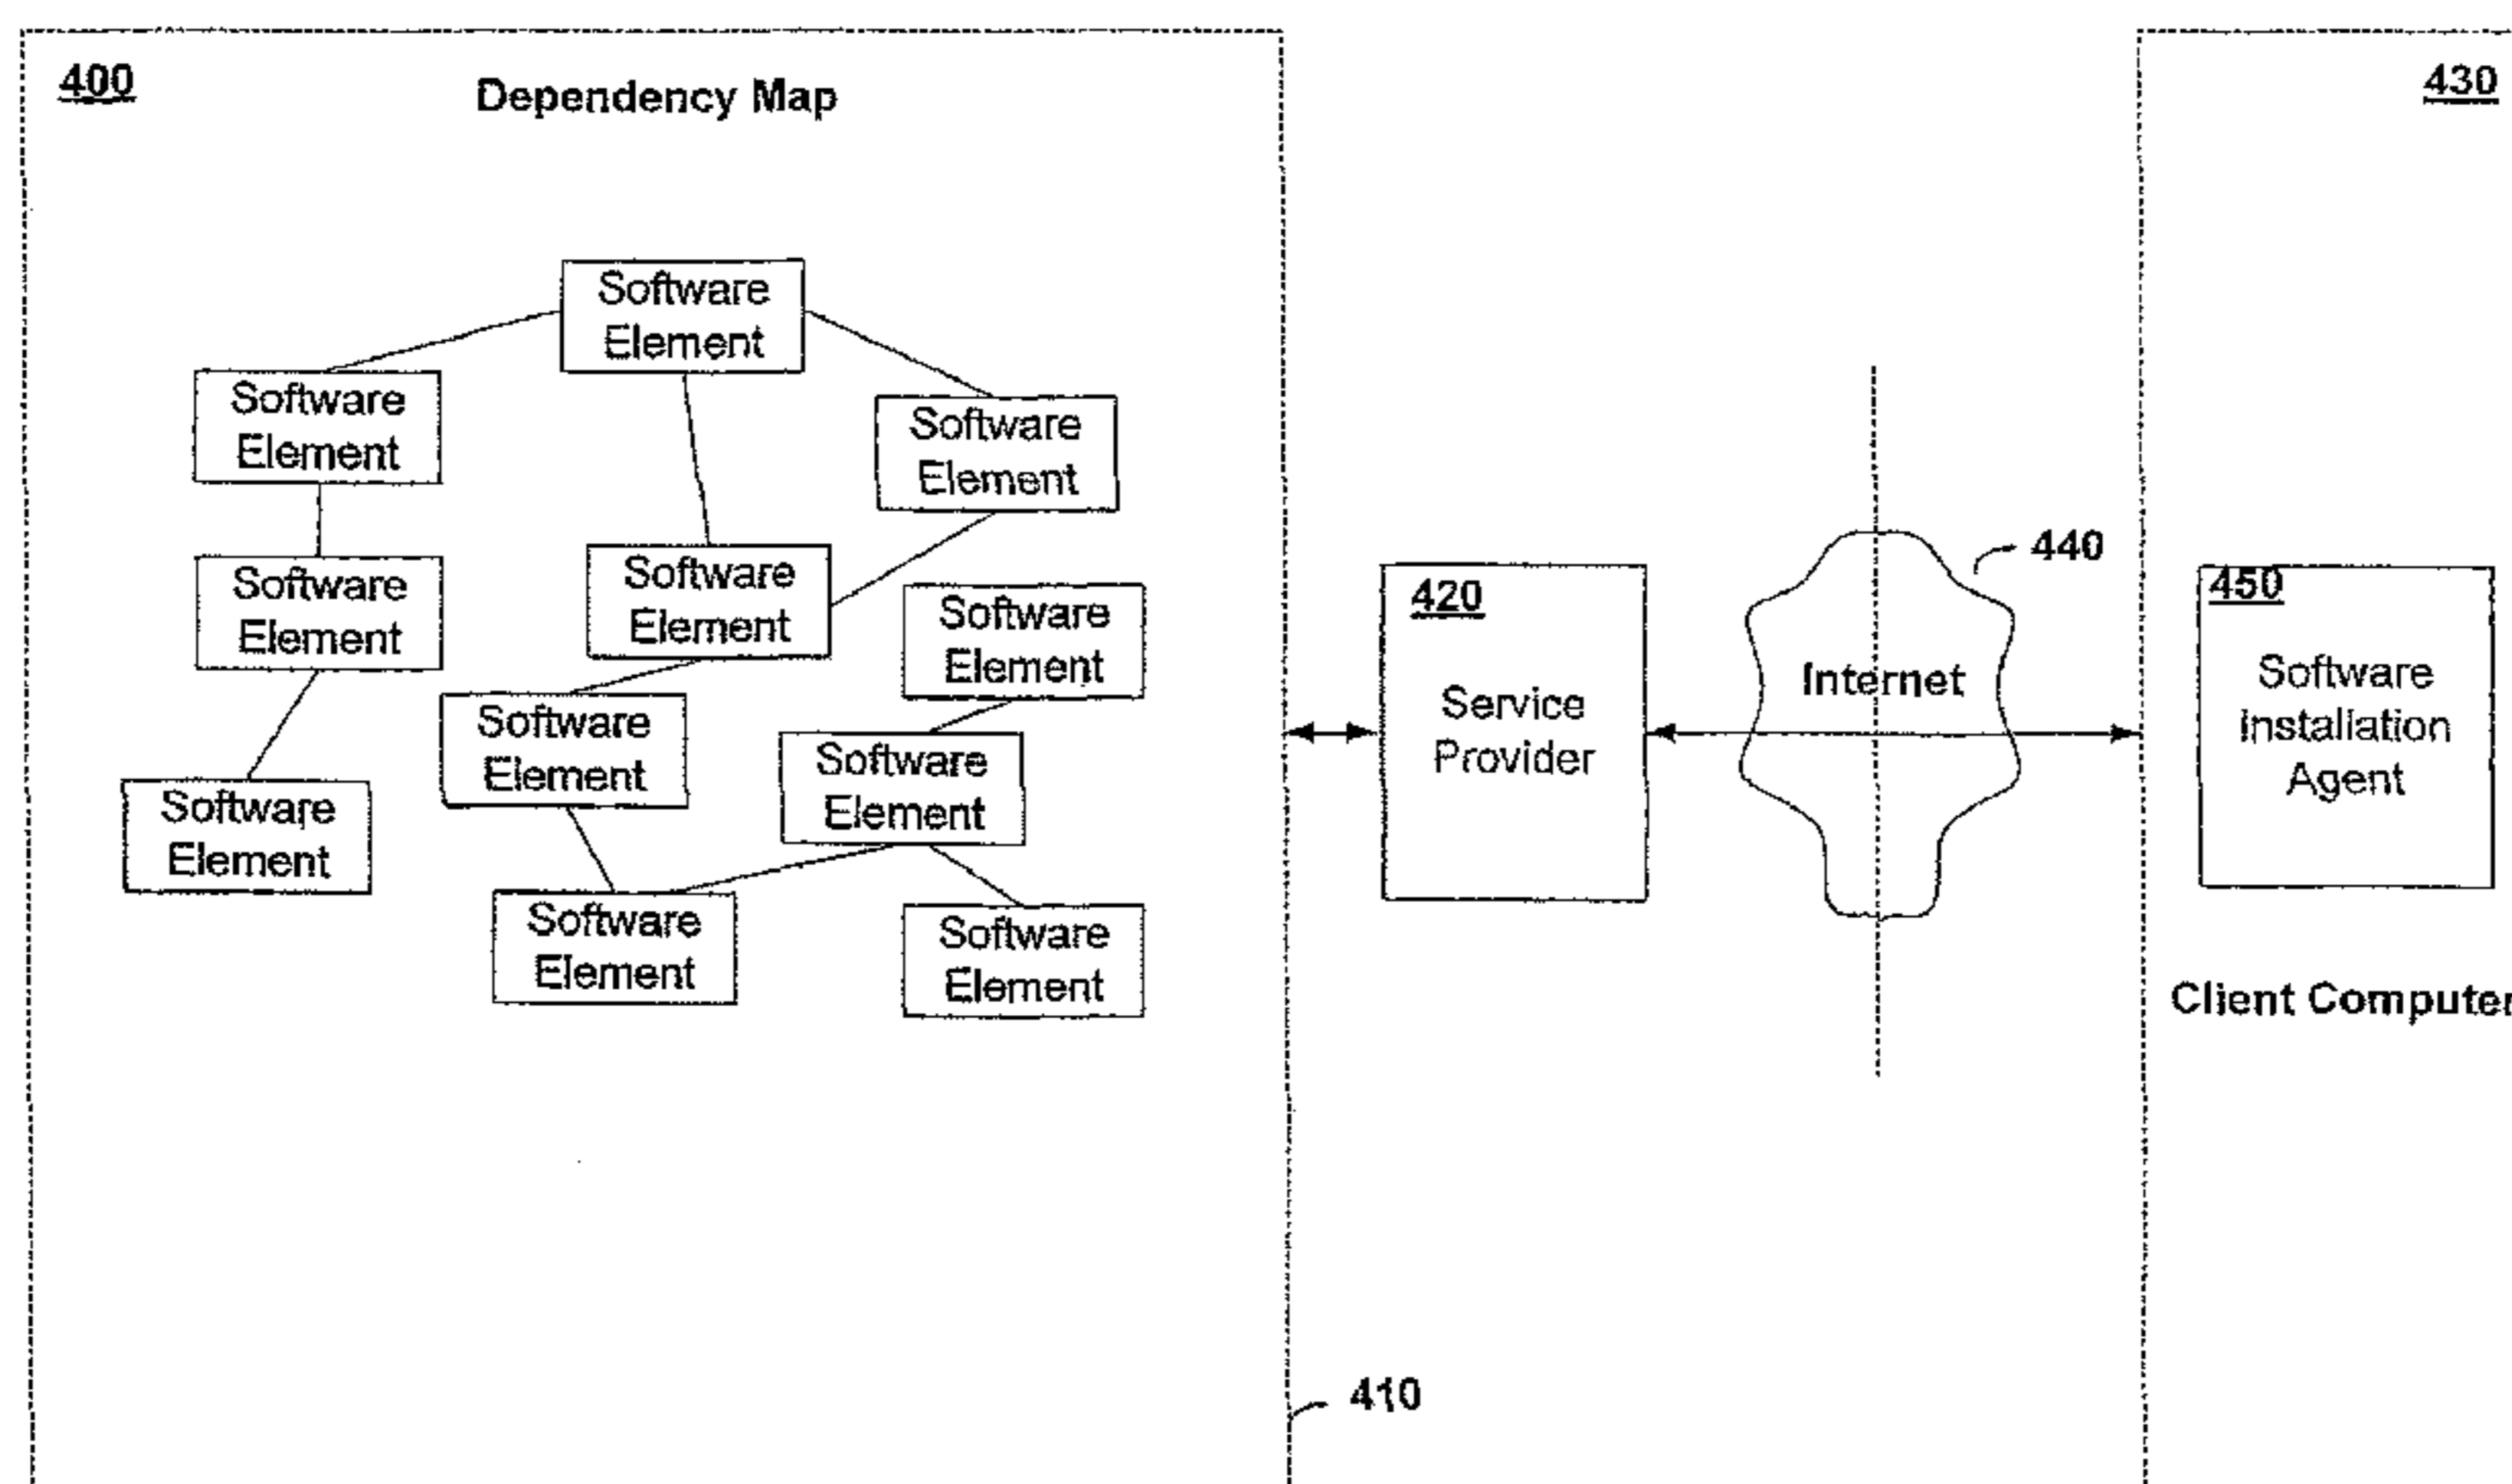 400
Dependency Map
430
Software
Element
Software
Element
Software
Element
Software
Element
Software
Element
Software
Element
Software
Element
Software
Element
Software
Element
Software
Element
Software
Element
420
Service
Provider
Internet
440
450
Software
Installation
Agent
Client Computer
410